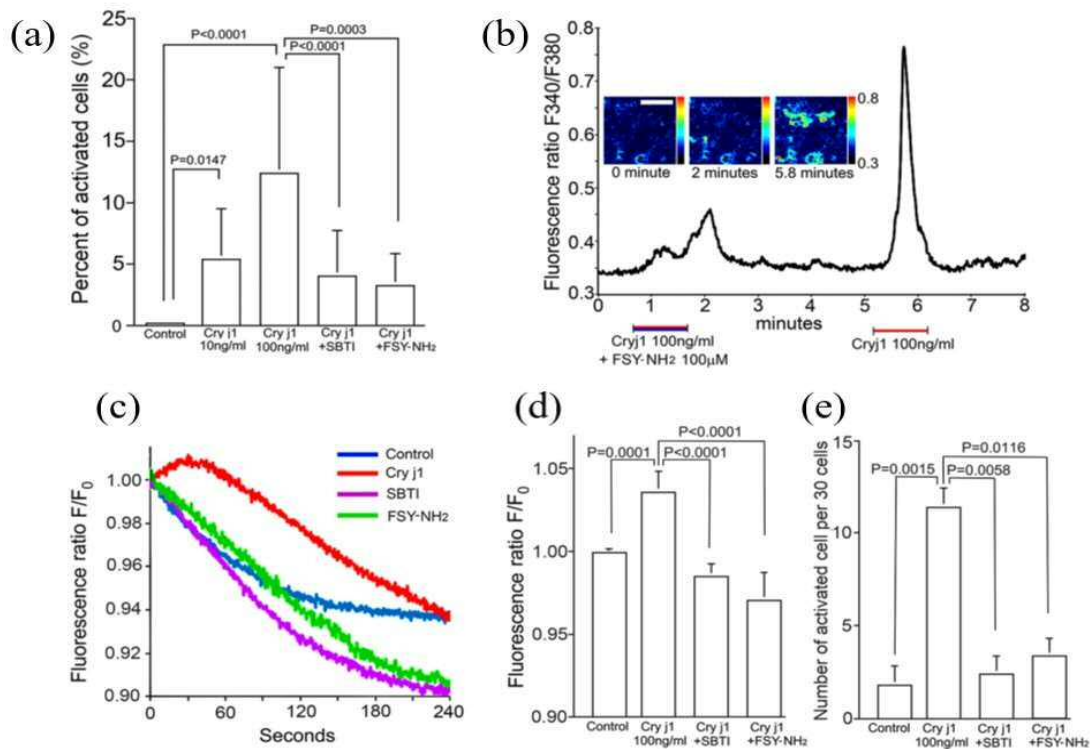 (a)
Percent of activated cells (%)
25
20
15
10
5
0
P<0.0001
P=0.0003
P<0.0001
P=0.0147
Control
Cry j1
10ng/ml
Cry j1
100ng/ml
Cry j1
+SBTI
Cry j1
+FSY-NH2
(b)
Fluorescence ratio F340/F380
0.8
0.7
0.6
0.5
0.4
0.3
0.8
0.3
0 minute
2 minutes
5.8 minutes
0
1
2
3
4
5
6
7
8
minutes
Cryj1 100ng/ml
+ FSY-NH2 100μM
Cryj1 100ng/ml
(c)
Fluorescence ratio F/F0
1.00
0.98
0.96
0.94
0.92
0.90
Control
Cry j1
SBTI
FSY-NH2
0
60
120
180
240
Seconds
(d)
Fluorescence ratio F/F0
1.05
1.00
0.95
0.90
P<0.0001
P=0.0001
P<0.0001
Control
Cry j1
100ng/ml
Cry j1
+SBTI
Cry j1
+FSY-NH2
(e)
Number of activated cell per 30 cells
15
10
5
0
P=0.0116
P=0.0015
P=0.0058
Control
Cry j1
100ng/ml
Cry j1
+SBTI
Cry j1
+FSY-NH2